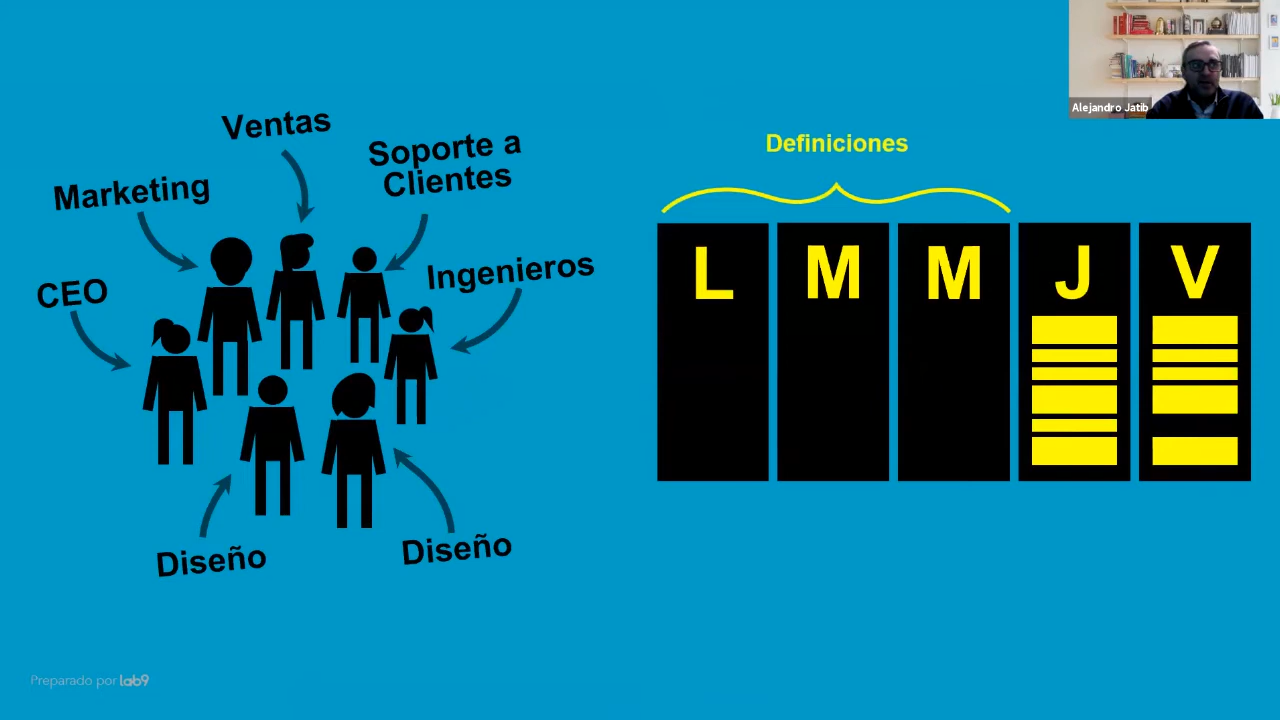 Ventas
Soporte a
Clientes
Marketing
Ingenieros
CEO
Diseño
Diseño
Definiciones
L M M J V
Alejandro Jatib
Preparado por lab9